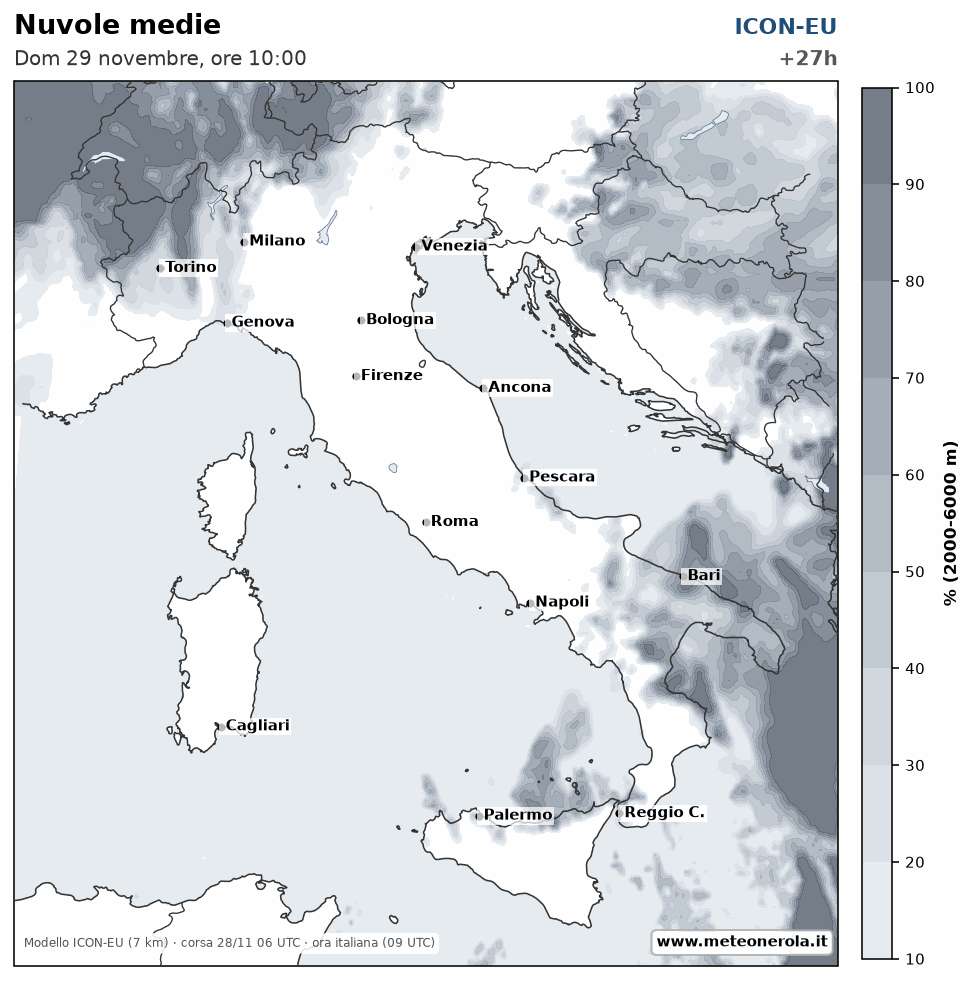 Nuvole medie
ICON-EU
Dom 29 novembre, ore 10:00
+27h
100
90
80
70
60
50
40
30
20
10
% (2000-6000 m)
Milano
Venezia
Torino
Genova
Bologna
Firenze
Ancona
Pescara
Roma
Bari
Napoli
Cagliari
Palermo
Reggio C.
Modello ICON-EU (7 km) · corsa 28/11 06 UTC · ora italiana (09 UTC)
www.meteonerola.it